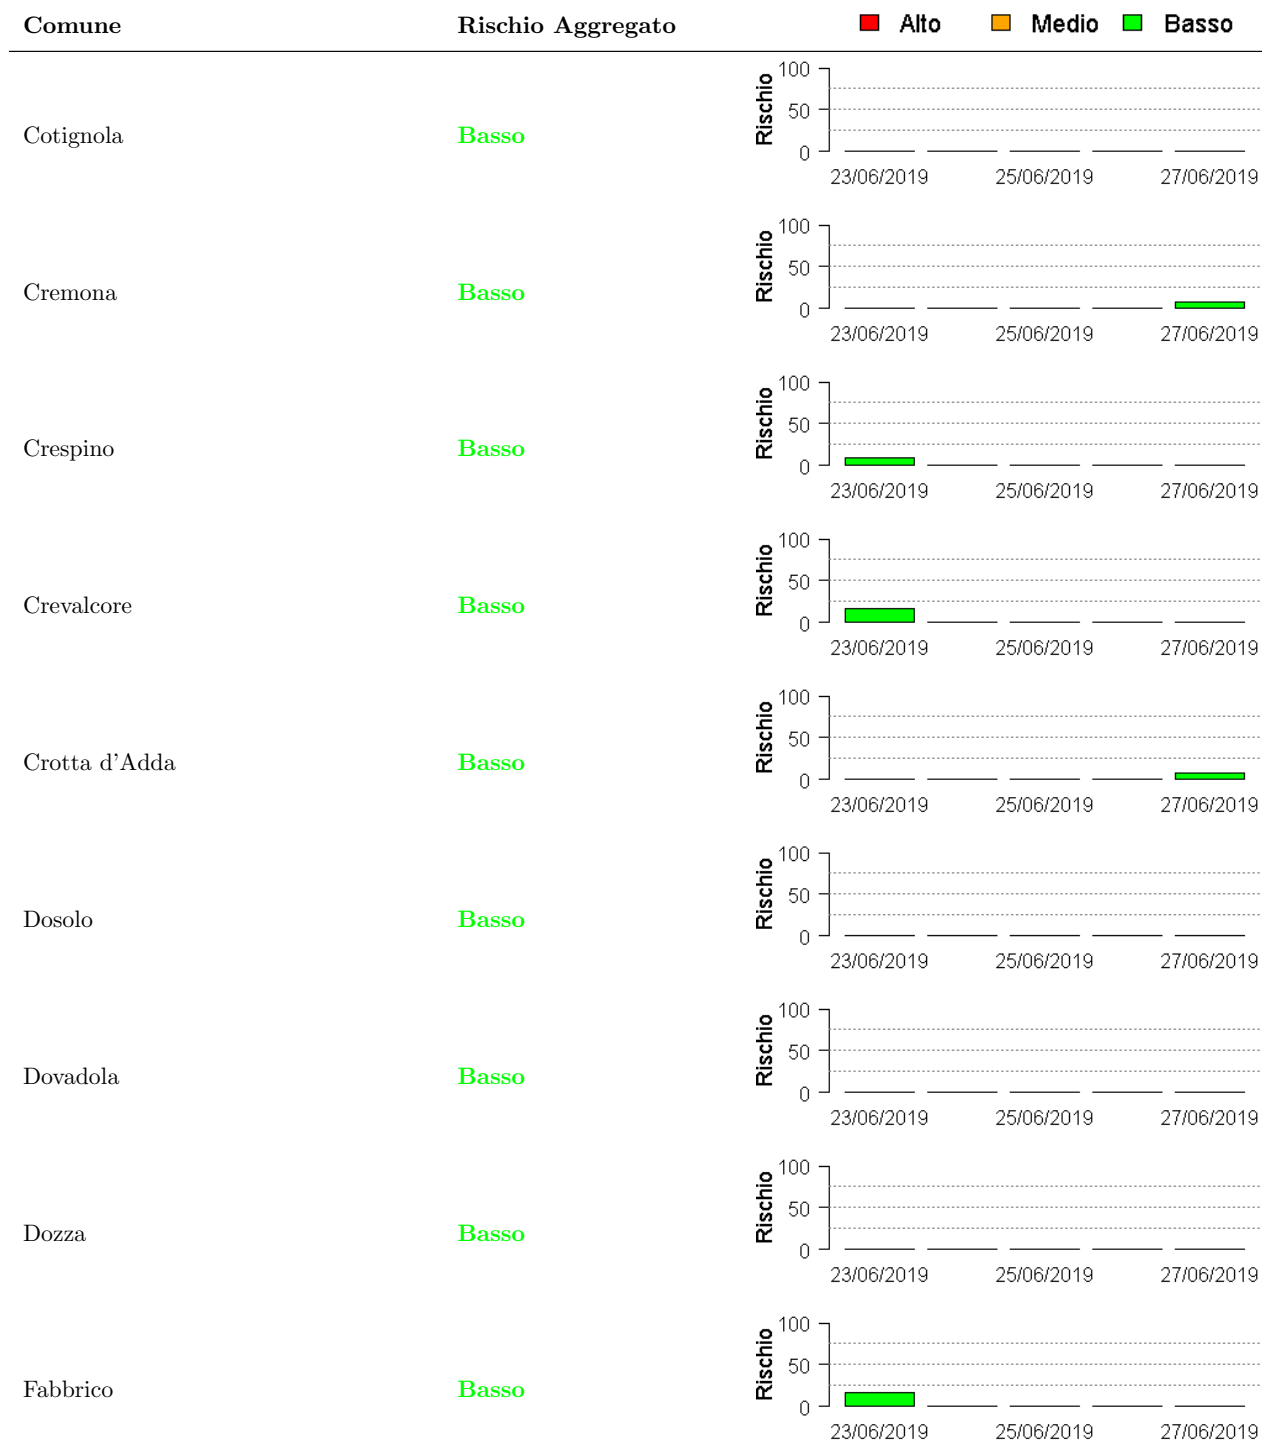 Comune Rischio Aggregato Alto Medio Basso
Cotignola Basso Rischio 100 50 0
23/06/2019 25/06/2019 27/06/2019
Cremona Basso Rischio 100 50 0
23/06/2019 25/06/2019 27/06/2019
Crespino Basso Rischio 100 50 0
23/06/2019 25/06/2019 27/06/2019
Crevalcore Basso Rischio 100 50 0
23/06/2019 25/06/2019 27/06/2019
Crotta d'Adda Basso Rischio 100 50 0
23/06/2019 25/06/2019 27/06/2019
Dosolo Basso Rischio 100 50 0
23/06/2019 25/06/2019 27/06/2019
Dovadola Basso Rischio 100 50 0
23/06/2019 25/06/2019 27/06/2019
Dozza Basso Rischio 100 50 0
23/06/2019 25/06/2019 27/06/2019
Fabbrico Basso Rischio 100 50 0
23/06/2019 25/06/2019 27/06/2019